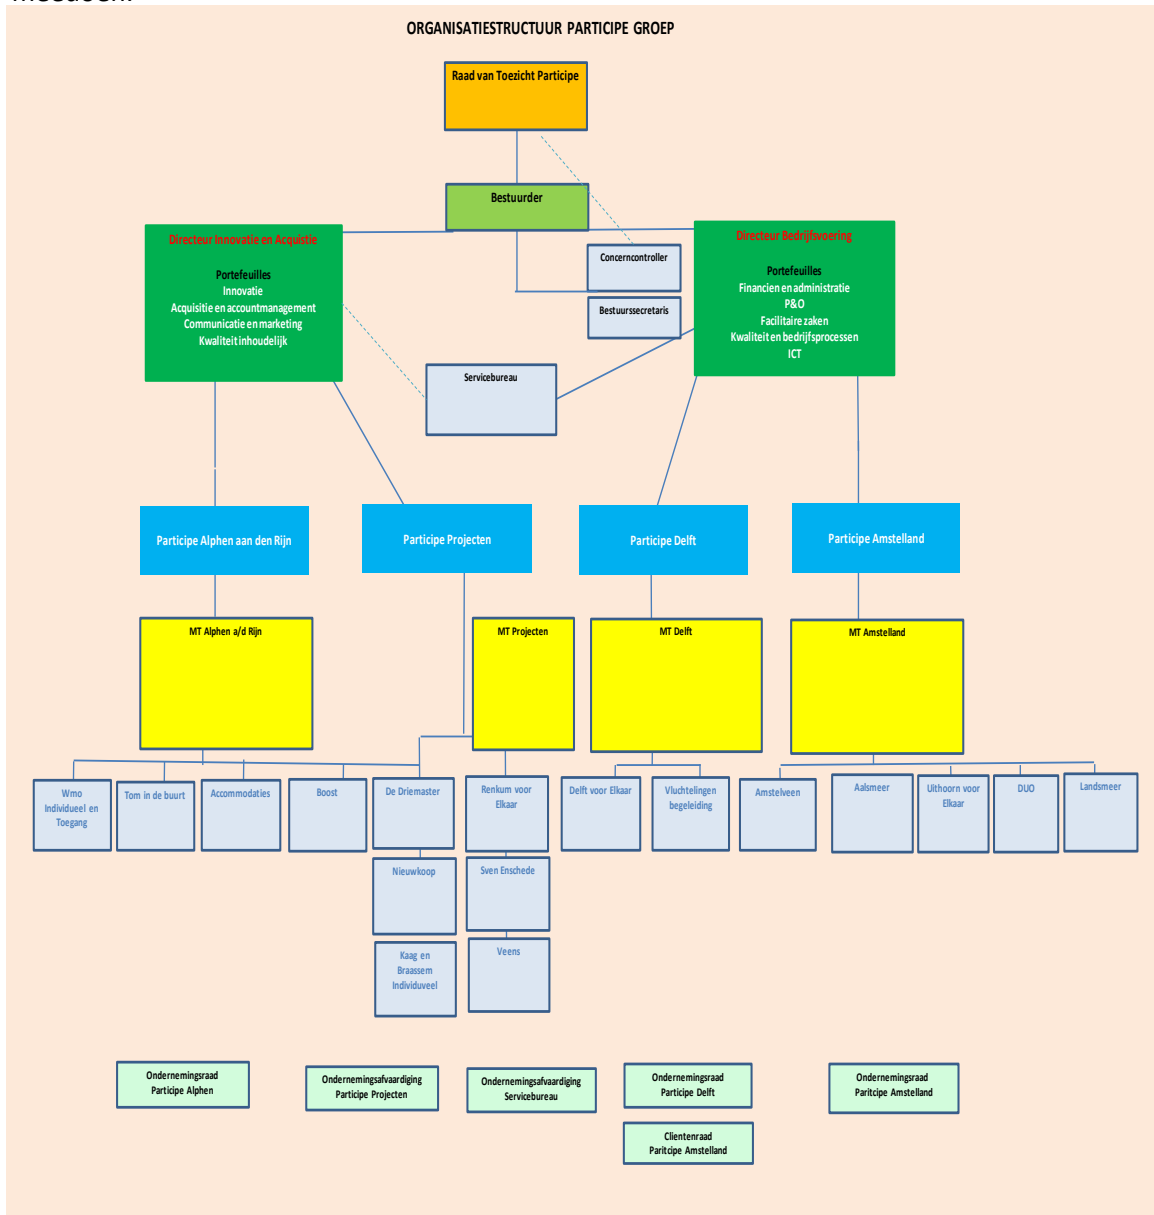 ORGANISATIESTRUCTUUR PARTICIPE GROEP
Raad van Toezicht Participe
Bestuurder
Directeur Innovatie en Acquistie
Portefeuilles
Innovatie
Acquisitie en accountmanagement
Communicatie en marketing
Kwaliteit inhoudelijk
Concerncontroller
Bestuurssecretaris
Directeur Bedrijfsvoering
Portefeuilles
Financien en administratie
P&O
Facilitaire zaken
Kwaliteit en bedrijfsprocessen
ICT
Servicebureau
Participe Alphen aan den Rijn
Participe Projecten
Participe Delft
Participe Amstelland
MT Alphen a/d Rijn
MT Projecten
MT Delft
MT Amstelland
Wmo
Individueel en
Toegang
Tom in de buurt
Accommodaties
Boost
De Driemaster
Renkum voor
Elkaar
Delft voor Elkaar
Vluchtelingen
begeleiding
Amstelveen
Aalsmeer
Uithoorn voor
Elkaar
DUO
Landsmeer
Nieuwkoop
Sven Enschede
Kaag en
Braassem
Individuveel
Veens
Ondernemingsraad
Participe Alphen
Ondernemingsafvaardiging
Participe Projecten
Ondernemingsafvaardiging
Servicebureau
Ondernemingsraad
Participe Delft
Ondernemingsraad
Paritcipe Amstelland
Clientenraad
Paritcipe Amstelland